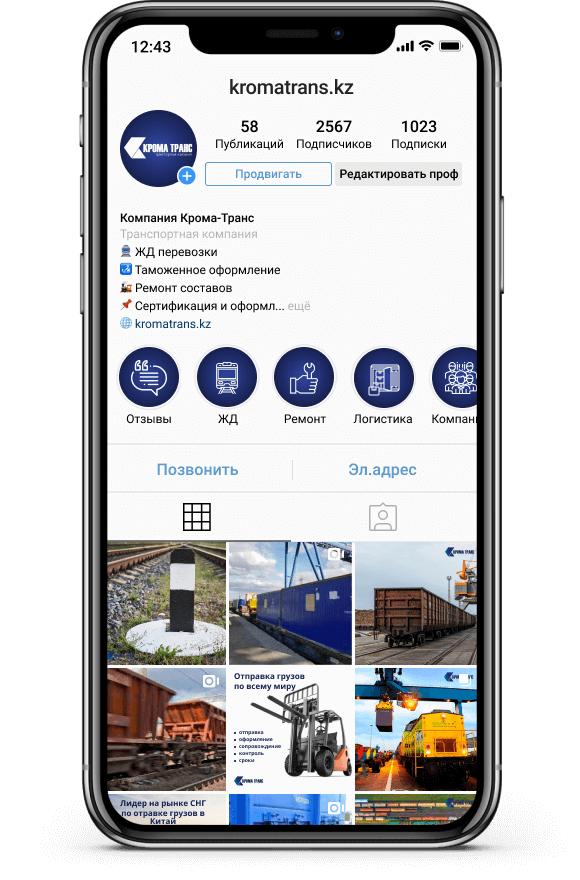 12:43
kromatrans.kz
58
2567
1023
Публикаций
Подписчиков
Подписки
КРОМА ТРАНС
Продвигать
Редактировать проф
Компания Крома-Транс
Транспортная компания
ЖД перевозки
Таможенное оформление
Ремонт составов
Сертификация и оформл... ещё
kromatrans.kz
Отзывы
ЖД
Ремонт
Логистика
Компан
Позвонить
Эл.адрес
КРОМА ТРАНС
Отправка грузов
по всему миру
• отправка
• оформление
• сопровождение
• контроль
• сроки
КРОМА ТРАНС
КРОМА ТРАНС
Лидер на рынке СНГ
по отравке грузов в
Китай